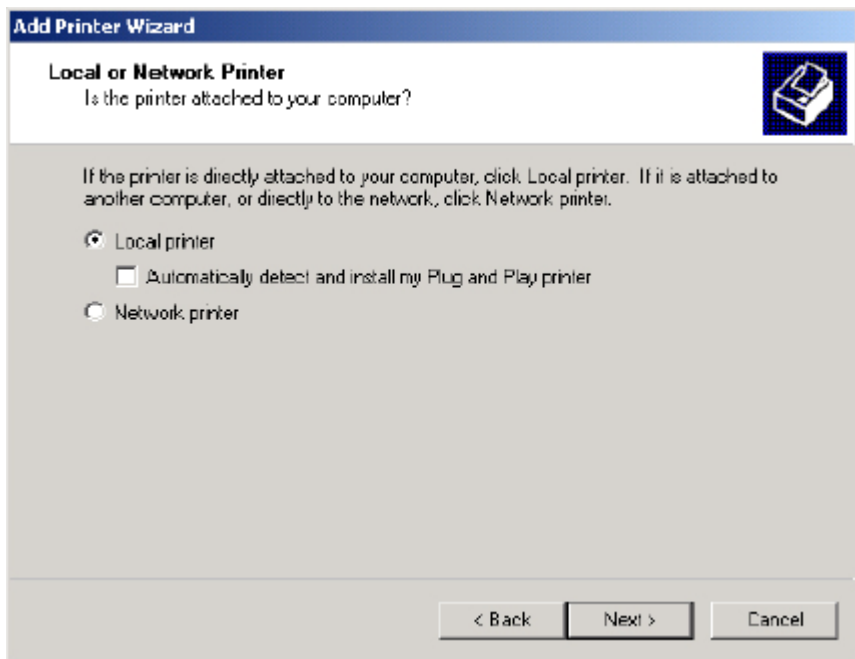 Add Printer Wizard
Local or Network Printer
Is the printer attached to your computer?
If the printer is directly attached to your computer, click Local printer. If it is attached to
another computer, or directly to the network, click Network printer.
Local printer
Automatically detect and install my Plug and Play printer
Network printer
< Back
Next >
Cancel